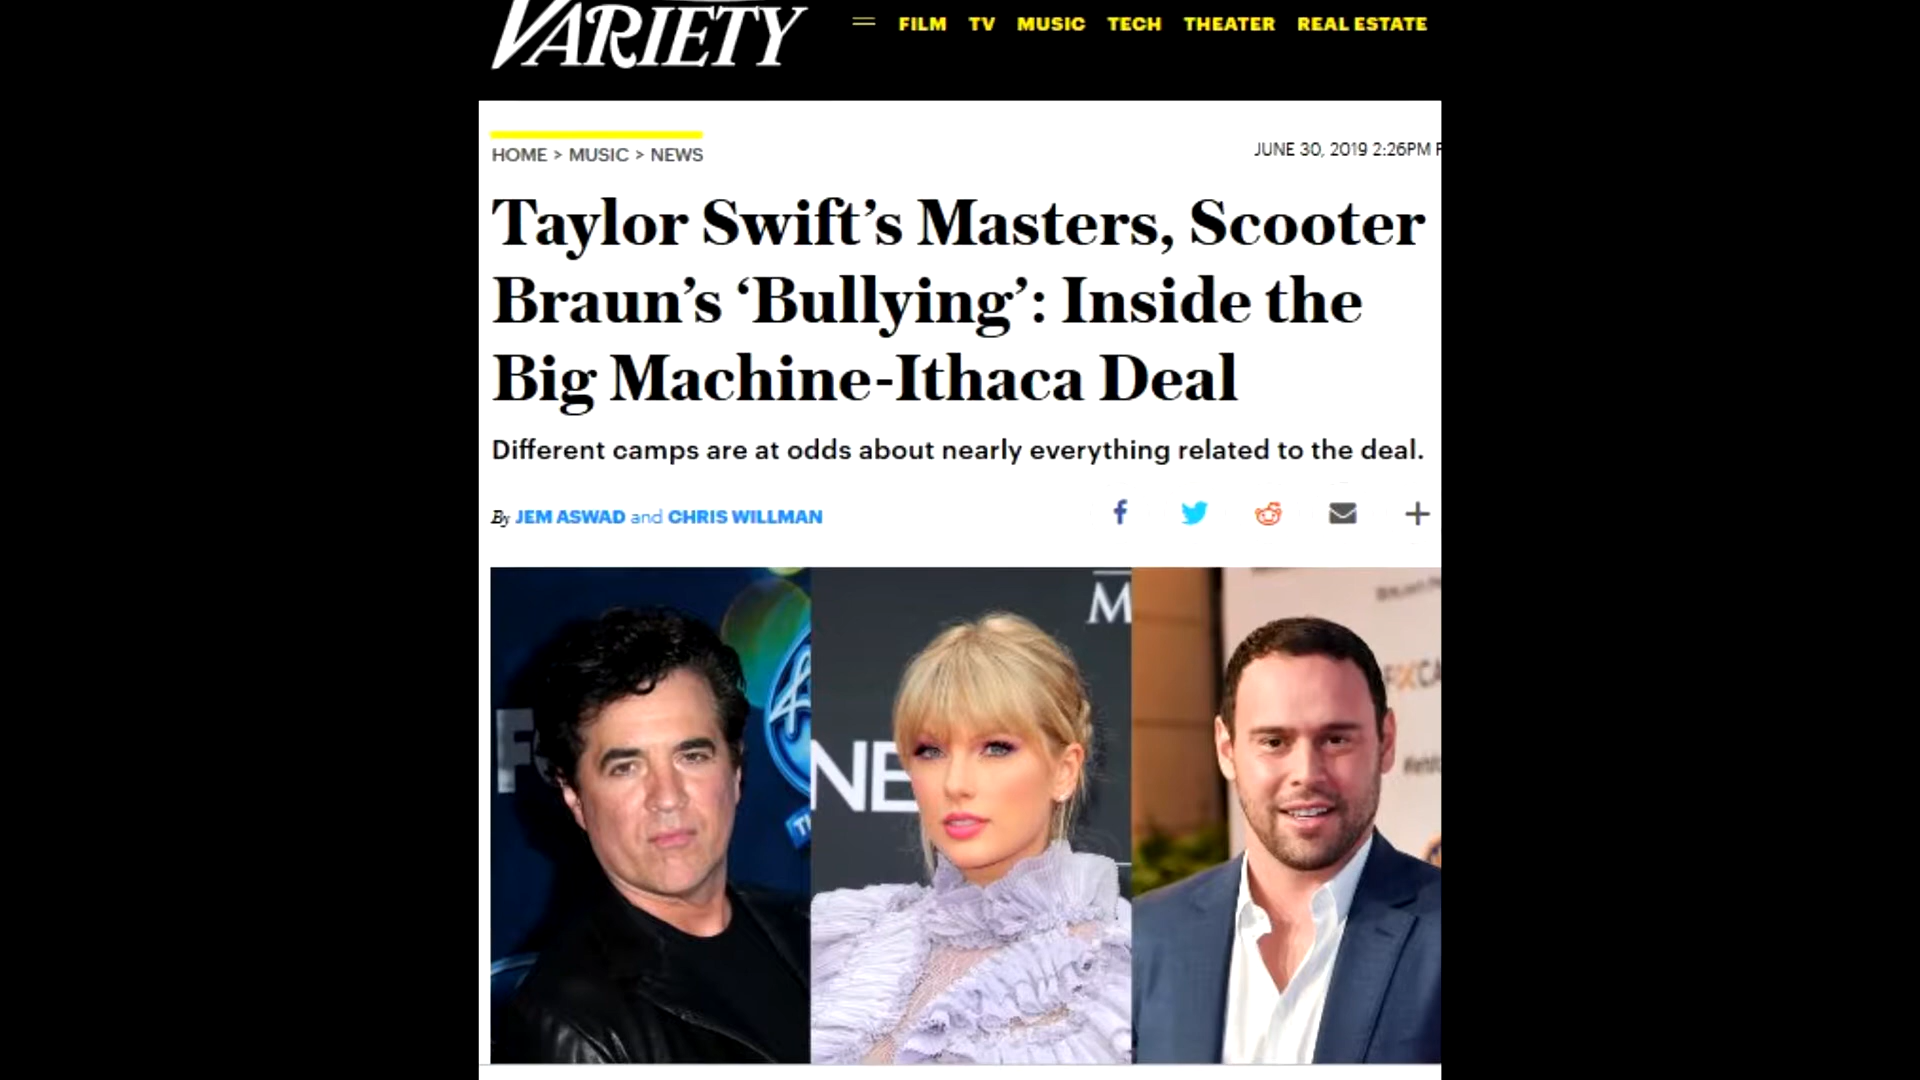 VARIETY
FILM TV MUSIC TECH THEATER REAL ESTATE
HOME > MUSIC > NEWS
JUNE 30, 2019 2:26PM
Taylor Swift’s Masters, Scooter
Braun’s ‘Bullying’: Inside the
Big Machine-Ithaca Deal
Different camps are at odds about nearly everything related to the deal.
By JEM ASWAD and CHRIS WILLMAN
M
NE